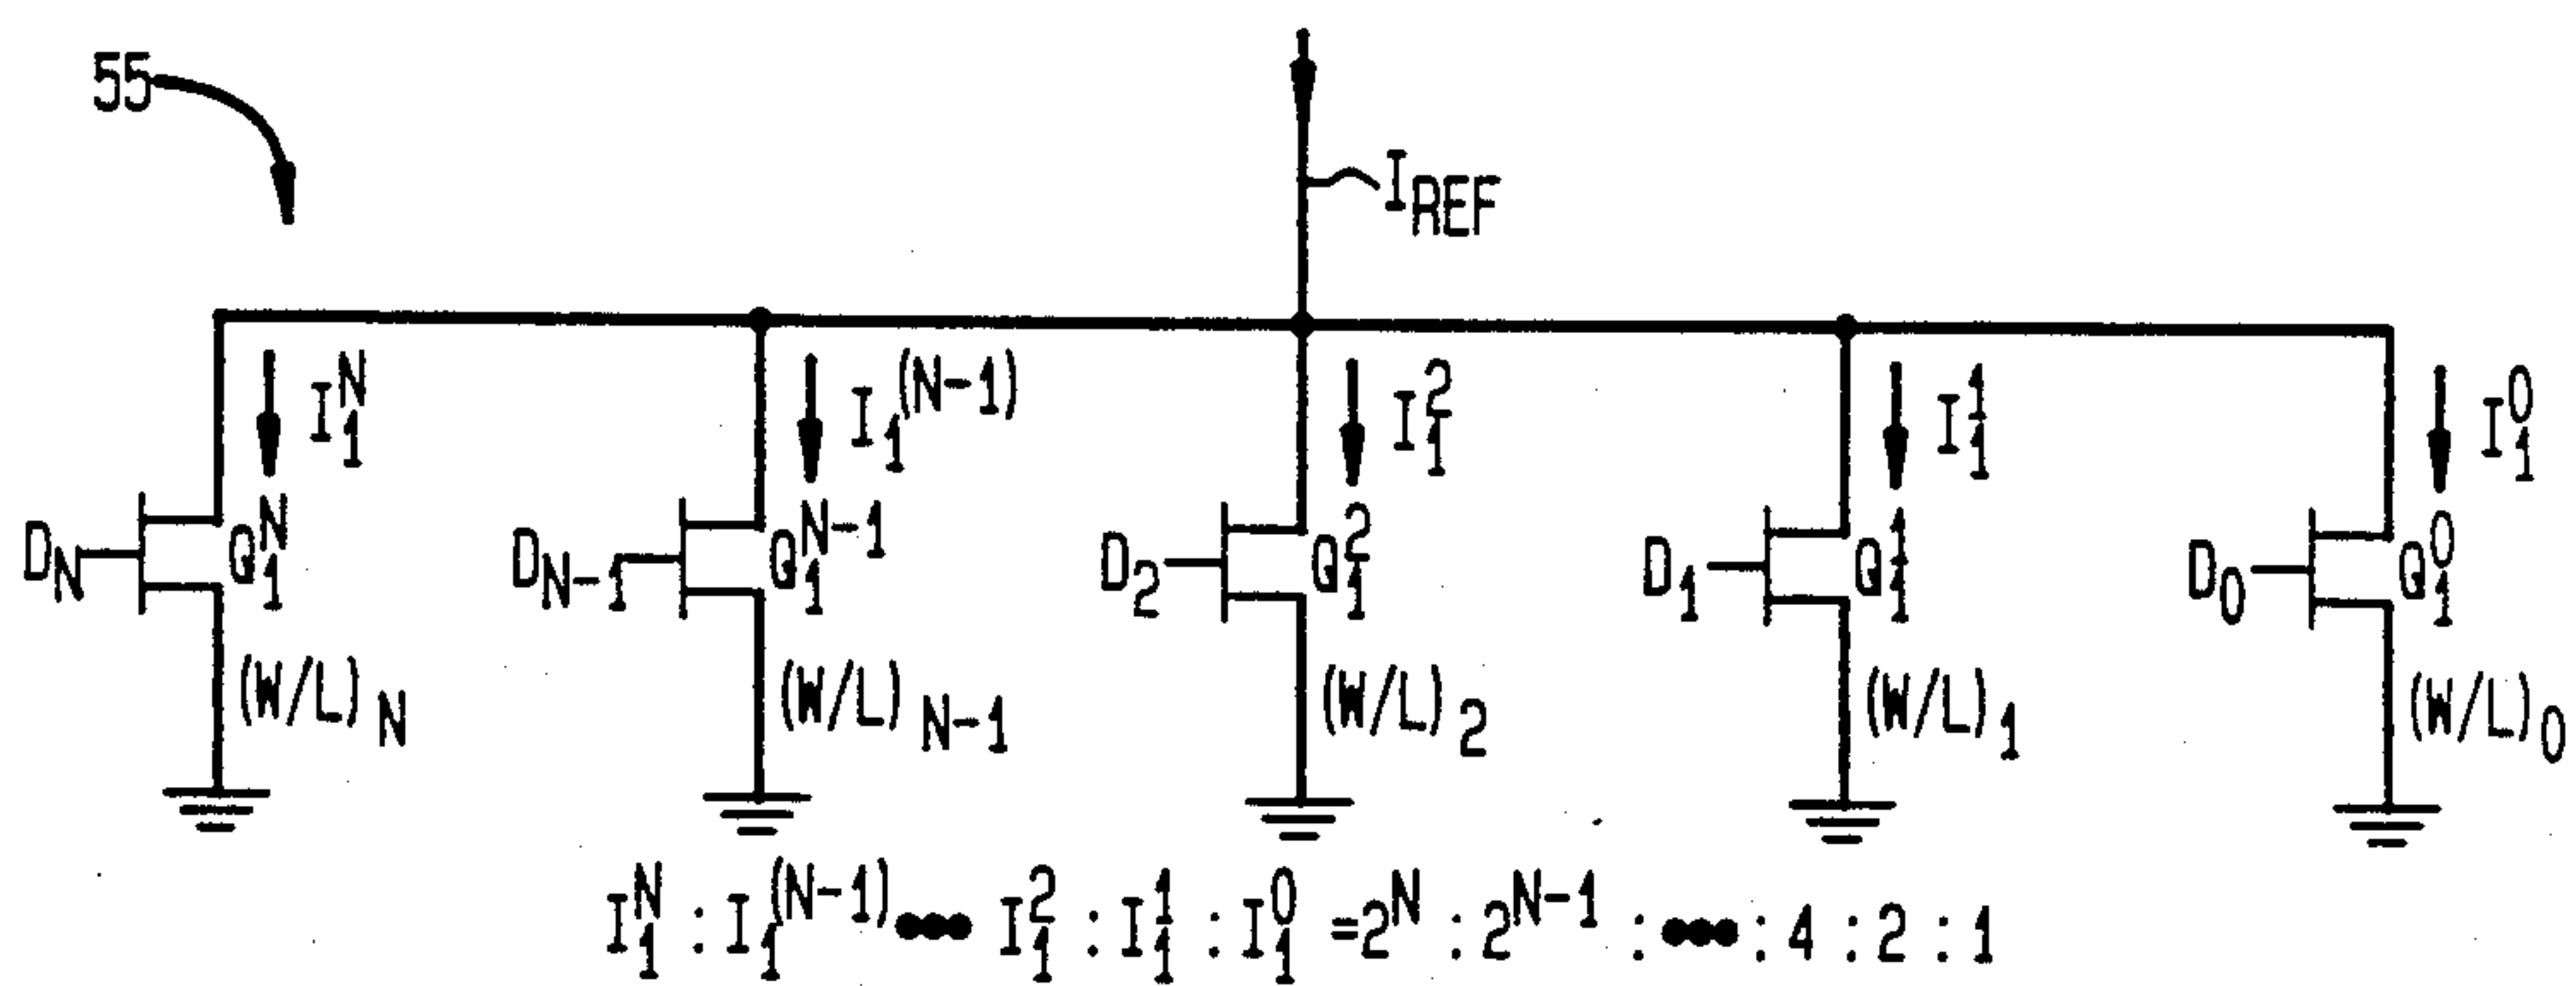 55
I_REF
I_1^N I_1^(N-1) I_1^2 I_1^1 I_1^0
D_N Q_1^N D_N-1 Q_1^N-1 D_2 Q_1^2 D_1 Q_1^1 D_0 Q_1^0
(W/L)_N (W/L)_N-1 (W/L)_2 (W/L)_1 (W/L)_0
I_1^N : I_1^(N-1) ••• I_1^2 : I_1^1 : I_1^0 = 2^N : 2^N-1 : ••• : 4 : 2 : 1